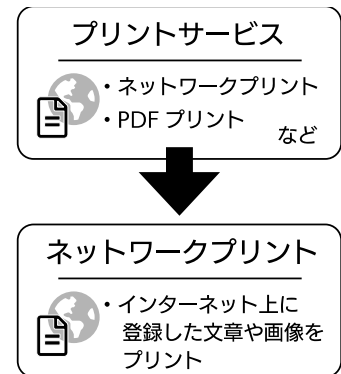 プリントサービス
・ネットワークプリント
・PDF プリント
など
ネットワークプリント
・インターネット上に
登録した文章や画像を
プリント